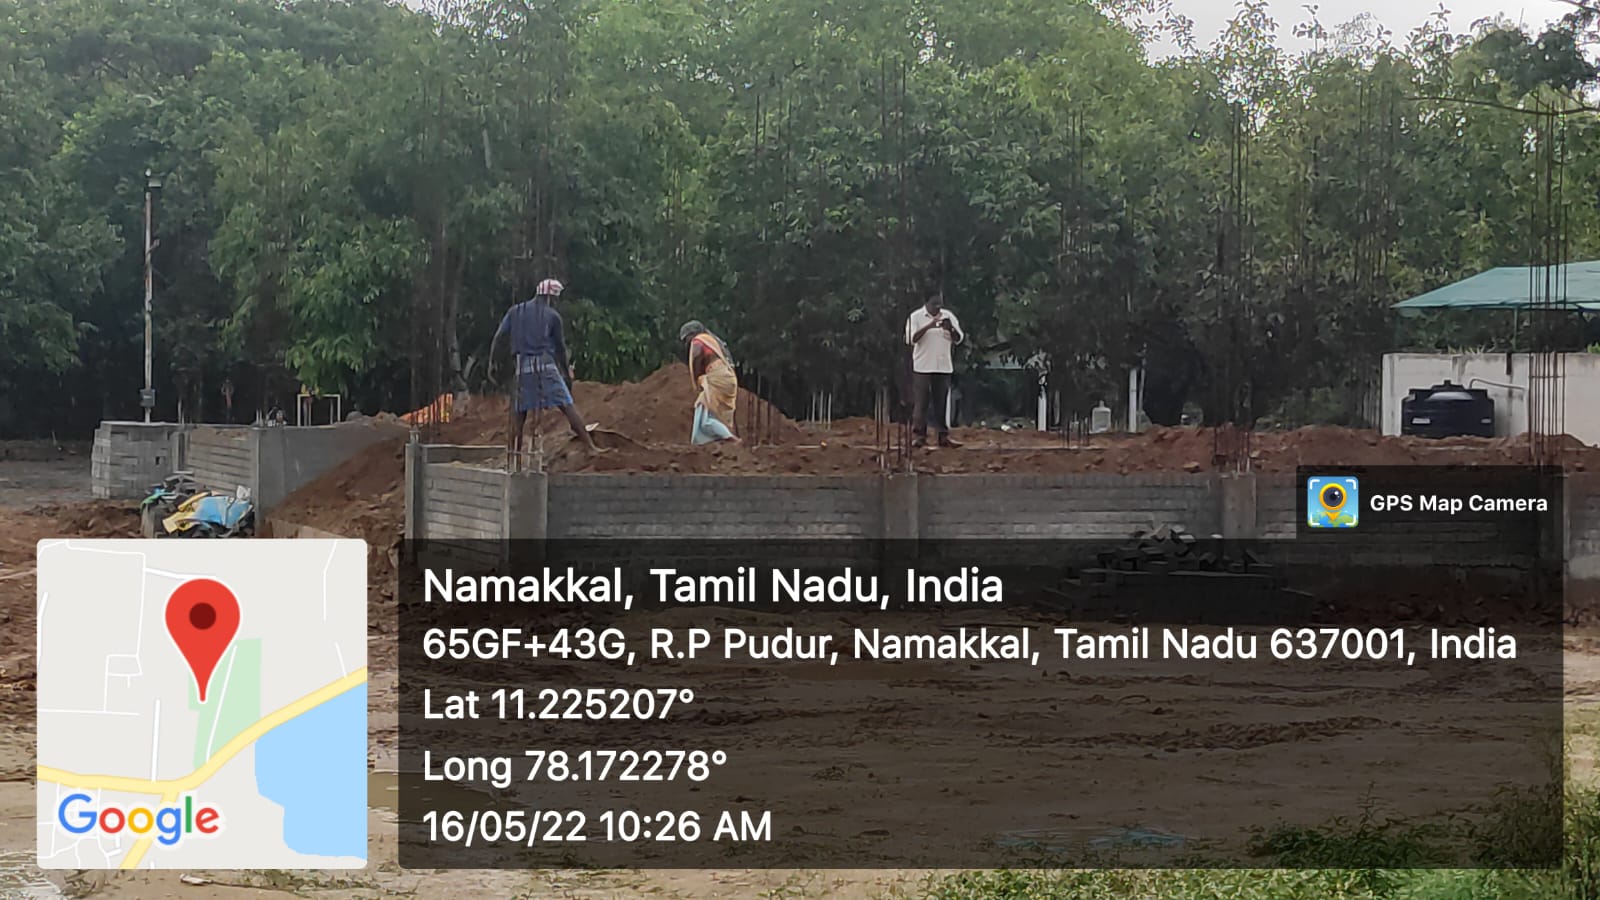 GPS Map Camera
Namakkal, Tamil Nadu, India
65GF+43G, R.P Pudur, Namakkal, Tamil Nadu 637001, India
Lat 11.225207°
Long 78.172278°
16/05/22 10:26 AM
Google